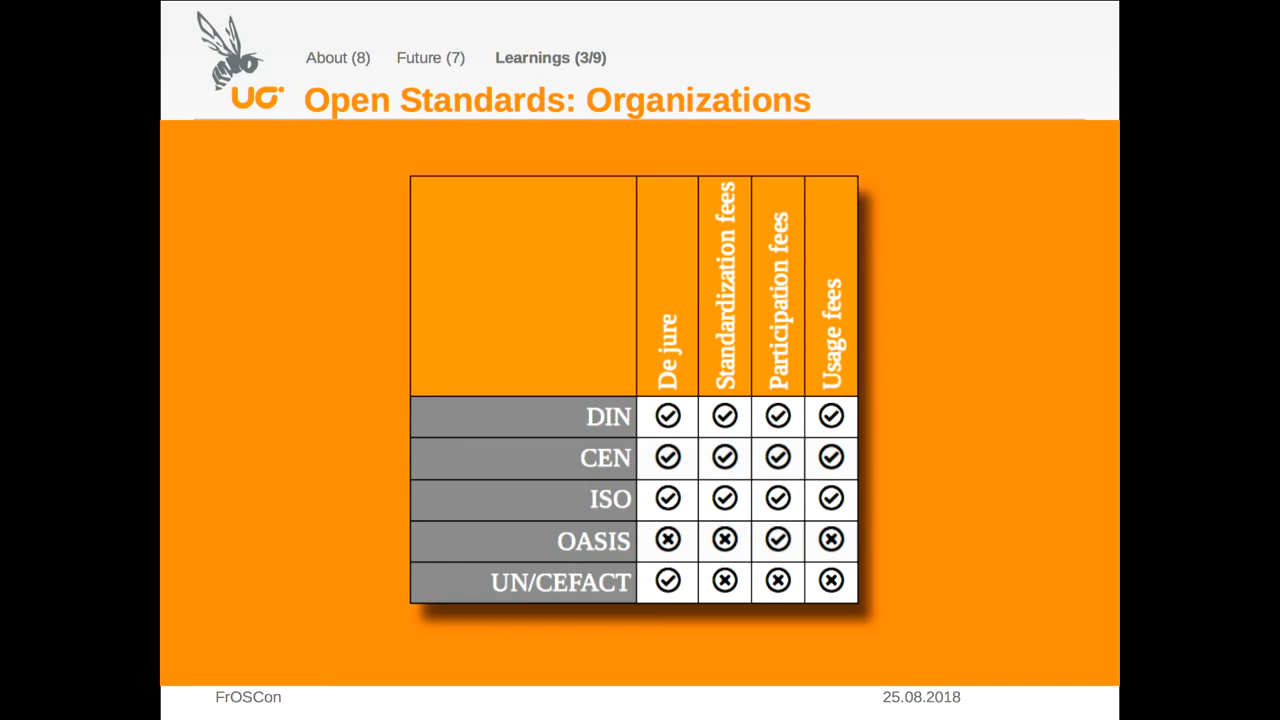 About (8) Future (7) Learnings (3/9)
UG
Open Standards: Organizations
De jure
Standardization fees
Participation fees
Usage fees
DIN
CEN
ISO
OASIS
UN/CEFACT
FrOSCon 25.08.2018